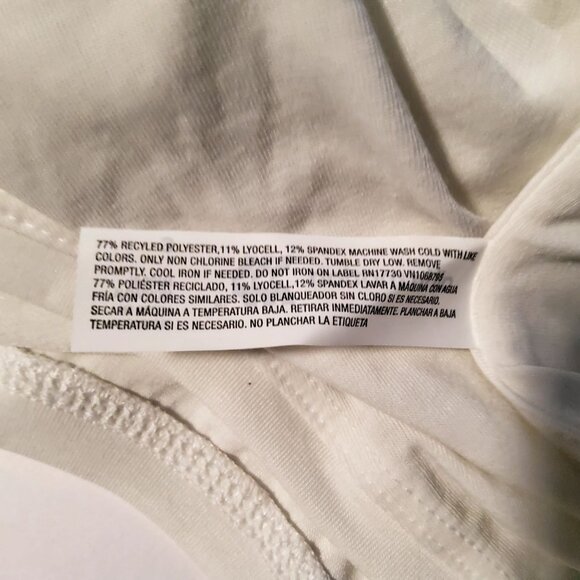 77% RECYLED POLYESTER,11% LYOCELL, 12% SPANDEX MACHINE WASH COLD WITH LIKE
COLORS. ONLY NON CHLORINE BLEACH IF NEEDED. TUMBLE DRY LOW. REMOVE
PROMPTLY. COOL IRON IF NEEDED. DO NOT IRON ON LABEL RN17730 VN1068705
77% POLIÉSTER RECICLADO, 11% LYOCELL,12% SPANDEX LAVAR A MÁQUINA CON AGUA
FRÍA CON COLORES SIMILARES. SOLO BLANQUEADOR SIN CLORO SI ES NECESARIO.
SECAR A MÁQUINA A TEMPERATURA BAJA. RETIRAR INMEDIATAMENTE. PLANCHAR A BAJA
TEMPERATURA SI ES NECESARIO. NO PLANCHAR LA ETIQUETA